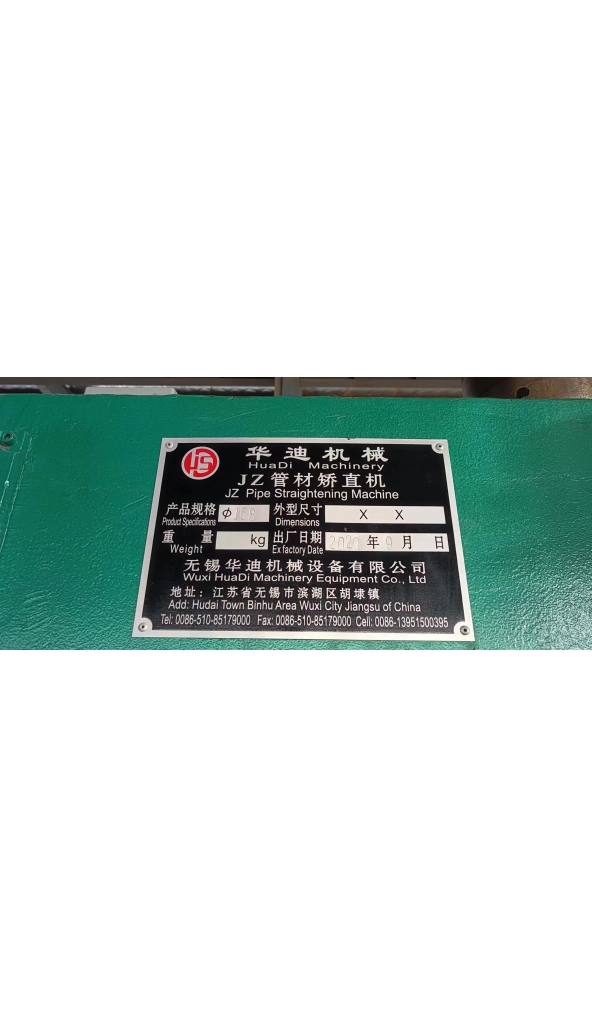 华迪机械
HuaDi Machinery
JZ管材矫直机
JZ Pipe Straightening Machine
产品规格 ϕ 外型尺寸 X X
Product Specifications Dimensions
重量 kg 出厂日期 2020 年 9 月 日
Weight Ex factory Date
无锡华迪机械设备有限公司
Wuxi HuaDi Machinery Equipment Co., Ltd
地址：江苏省无锡市滨湖区胡埭镇
Add: Hudai Town Binhu Area Wuxi City Jiangsu of China
Tel: 0086-510-85179000 Fax: 0086-510-85179000 Cell: 0086-13951500395